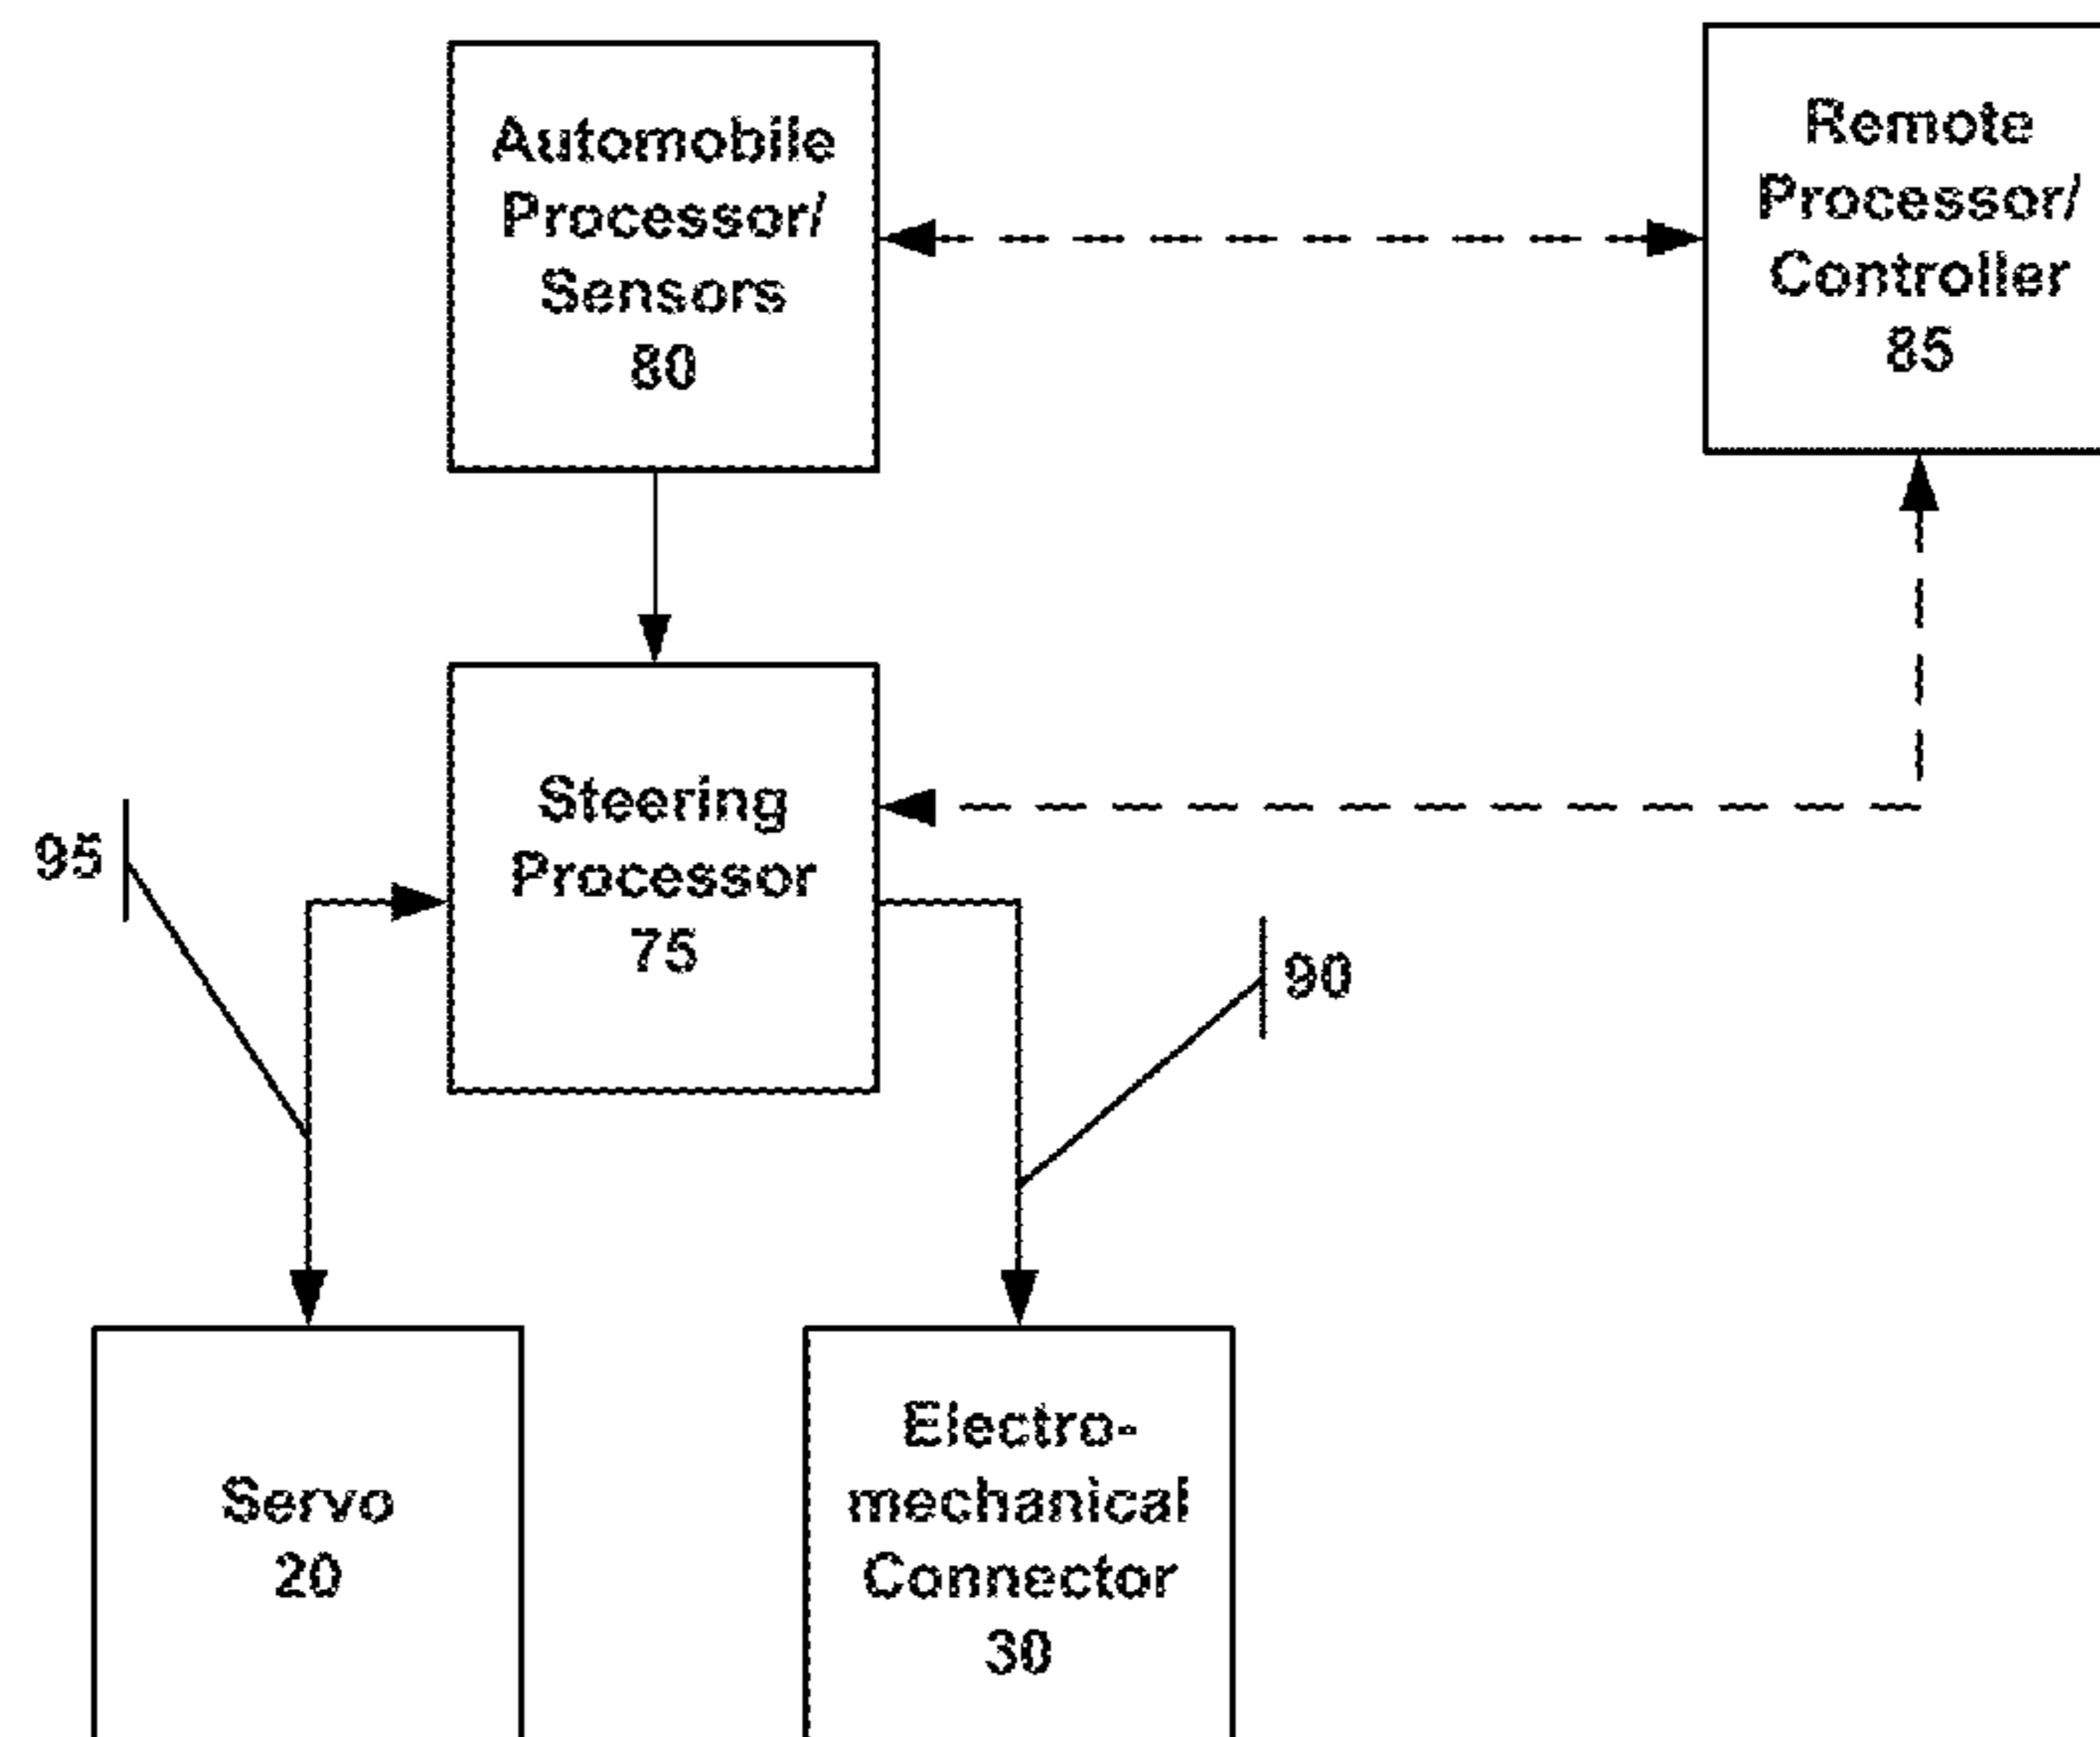 Automobile
Processor/
Sensors
80
Remote
Processor/
Controller
85
Steering
Processor
75
95
90
Servo
20
Electro-
mechanical
Connector
30